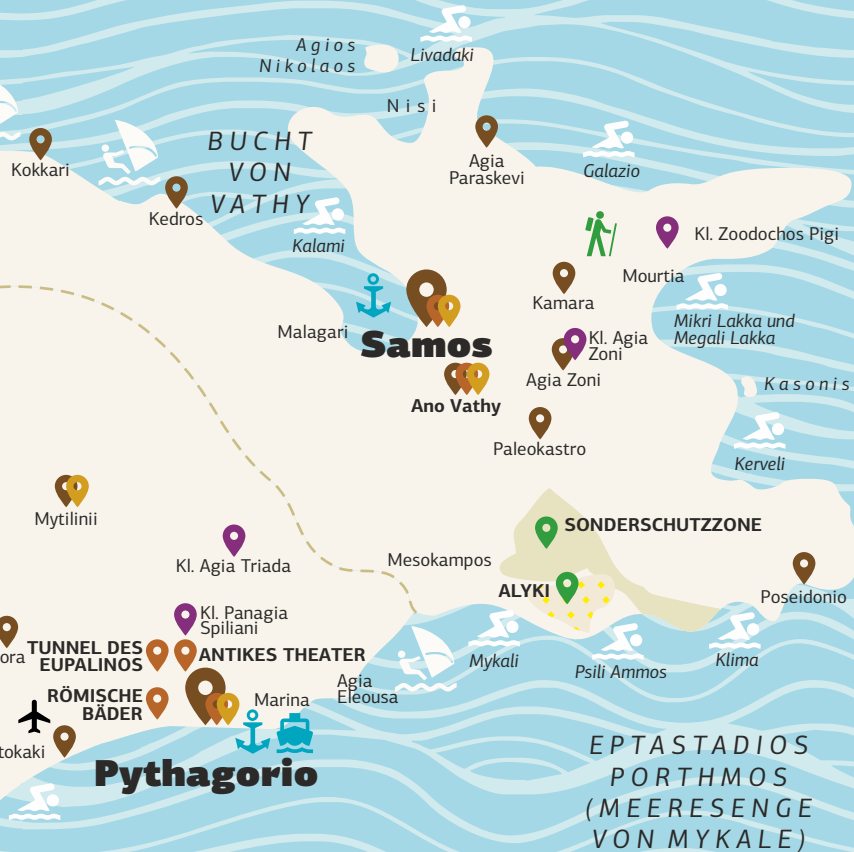 Agios
Nikolaos
Livadaki
Nisi
BUCHT
VON
VATHY
Kokkari
Agia
Paraskevi
Galazio
Kedros
Kalami
Kl. Zoodochos Pigi
Mourtia
Kamara
Malagari
Samos
Mikri Lakka und
Megali Lakka
Kl. Agia
Zoni
Agia Zoni
Kasonis
Ano Vathy
Paleokastro
Kerveli
Mytilinii
SONDERSCHUTZZONE
Kl. Agia Triada
Mesokampos
ALYKI
Poseidonio
Kl. Panagia
Spiliani
ora
TUNNEL DES
EUPALINOS
ANTIKES THEATER
Mykali
Psili Ammos
Klima
RÖMISCHE
BÄDER
Marina
Agia
Eleousa
tokaki
Pythagorio
EPTASTADIOS
PORTHMOS
(MEERESENGE
VON MYKALE)